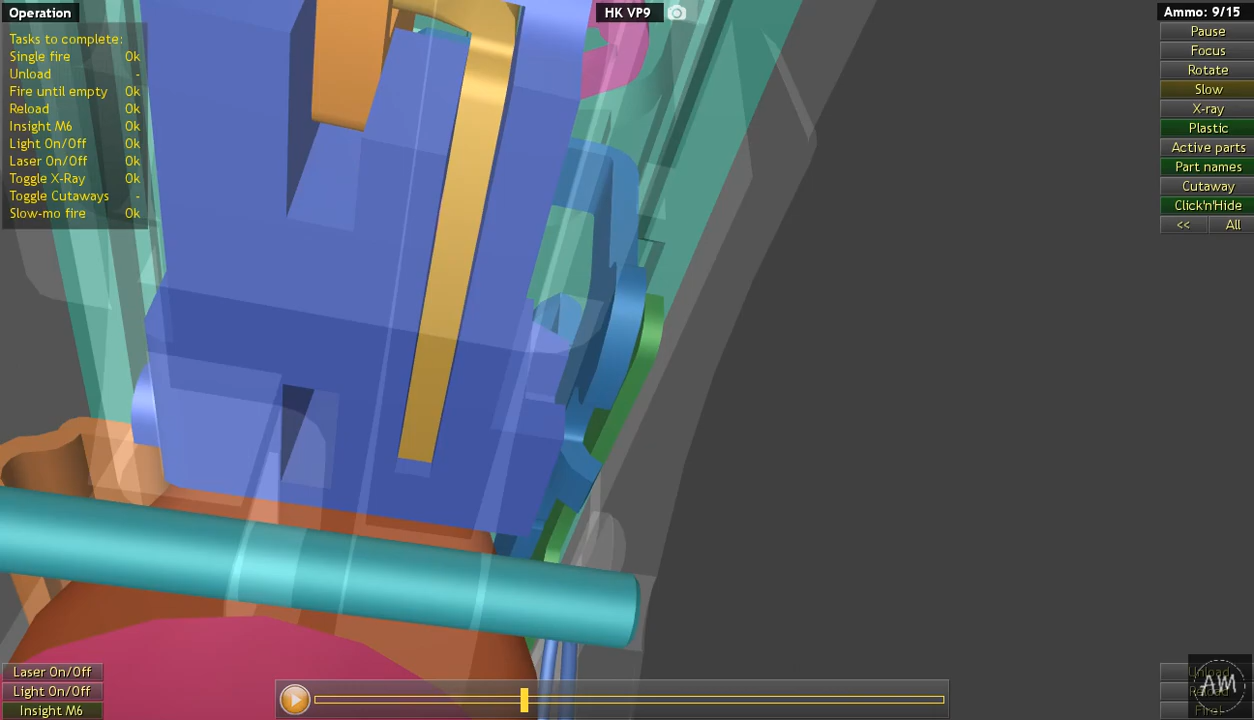 Operation
Tasks to complete:
Single fire Ok
Unload -
Fire until empty Ok
Reload Ok
Insight M6 Ok
Light On/Off Ok
Laser On/Off Ok
Toggle X-Ray Ok
Toggle Cutaways -
Slow-mo fire Ok
HK VP9
Ammo: 9/15
Pause
Focus
Rotate
Slow
X-ray
Plastic
Active parts
Part names
Cutaway
Click'n'Hide
<< All
Laser On/Off
Light On/Off
Insight M6
Unload
Reload
Fire!
AW